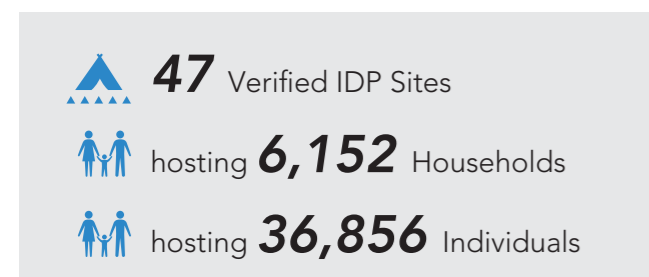 47 Verified IDP Sites
hosting 6,152 Households
hosting 36,856 Individuals